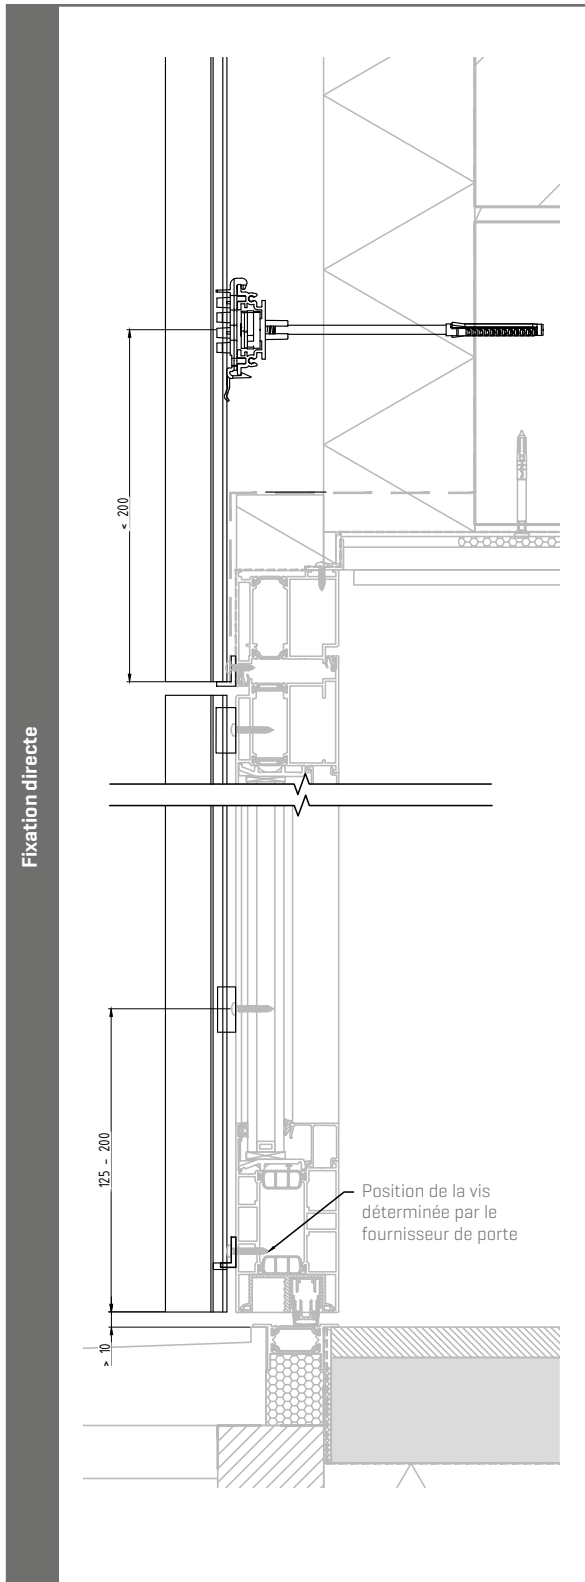 Fixation directe
< 200
125 - 200
Position de la vis
déterminée par le
fournisseur de porte
> 10